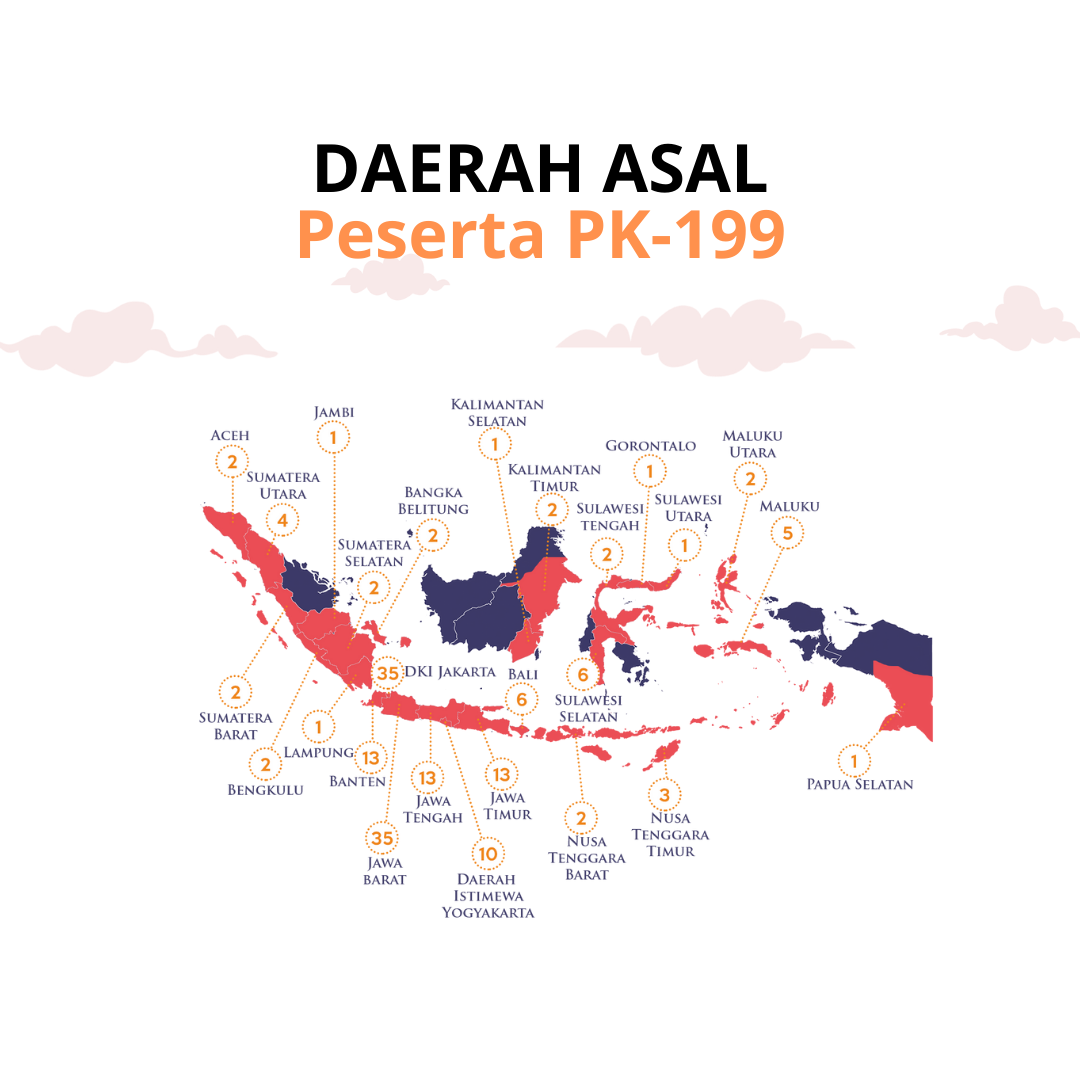 DAERAH ASAL
Peserta PK-199
JAMBI
1
KALIMANTAN
SELATAN
1
ACEH
2
SUMATERA
UTARA
4
GORONTALO
1
MALUKU
UTARA
2
KALIMANTAN
TIMUR
2
BANGKA
BELITUNG
2
SULAWESI
TENGAH
2
SULAWESI
UTARA
1
MALUKU
5
SUMATERA
SELATAN
2
35
DKI JAKARTA
BALI
6
6
SULAWESI
SELATAN
2
SUMATERA
BARAT
1
LAMPUNG
2
BENGKULU
13
BANTEN
13
JAWA
TENGAH
13
JAWA
TIMUR
1
PAPUA SELATAN
3
NUSA
TENGGARA
TIMUR
2
NUSA
TENGGARA
BARAT
35
JAWA
BARAT
10
DAERAH
ISTIMEWA
YOGYAKARTA